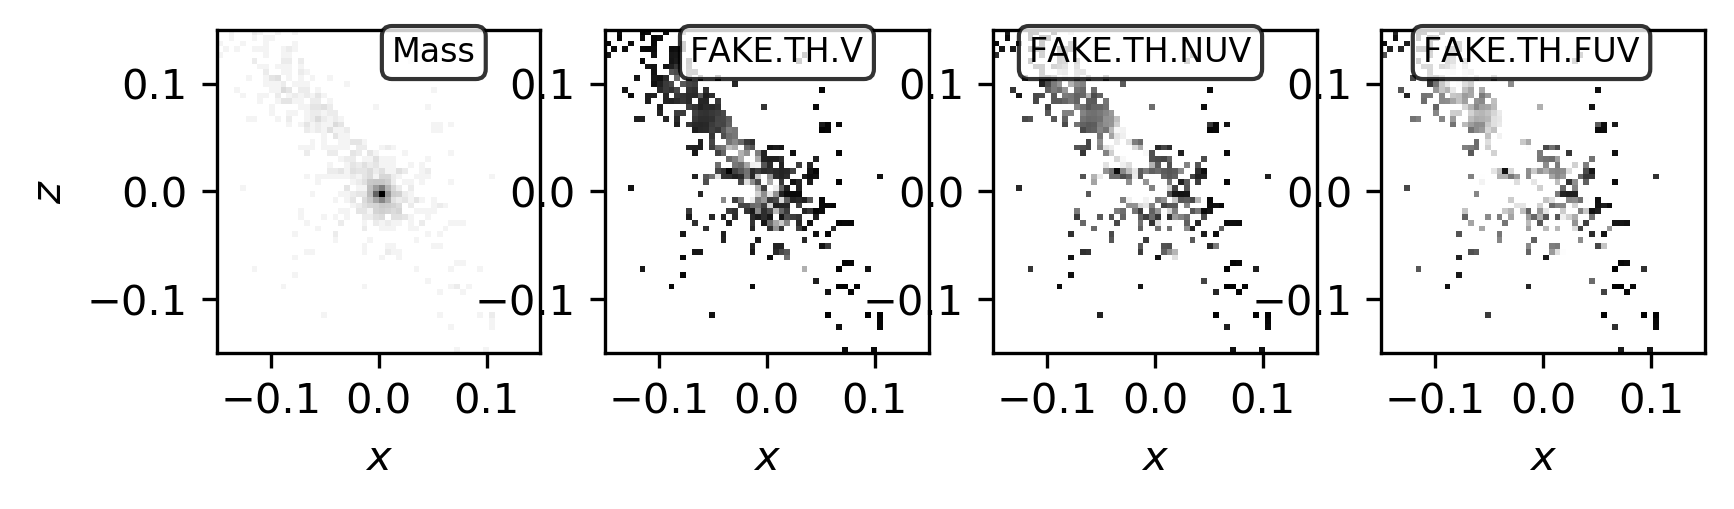 Mass
FAKE.TH.V
FAKE.TH.NUV
FAKE.TH.FUV
0.1 0.1 0.1 0.1
z 0.0 0.0 0.0 0.0
−0.1 −0.1 −0.1 −0.1
−0.1 0.0 0.1 −0.1 0.0 0.1 −0.1 0.0 0.1 −0.1 0.0 0.1
x x x x